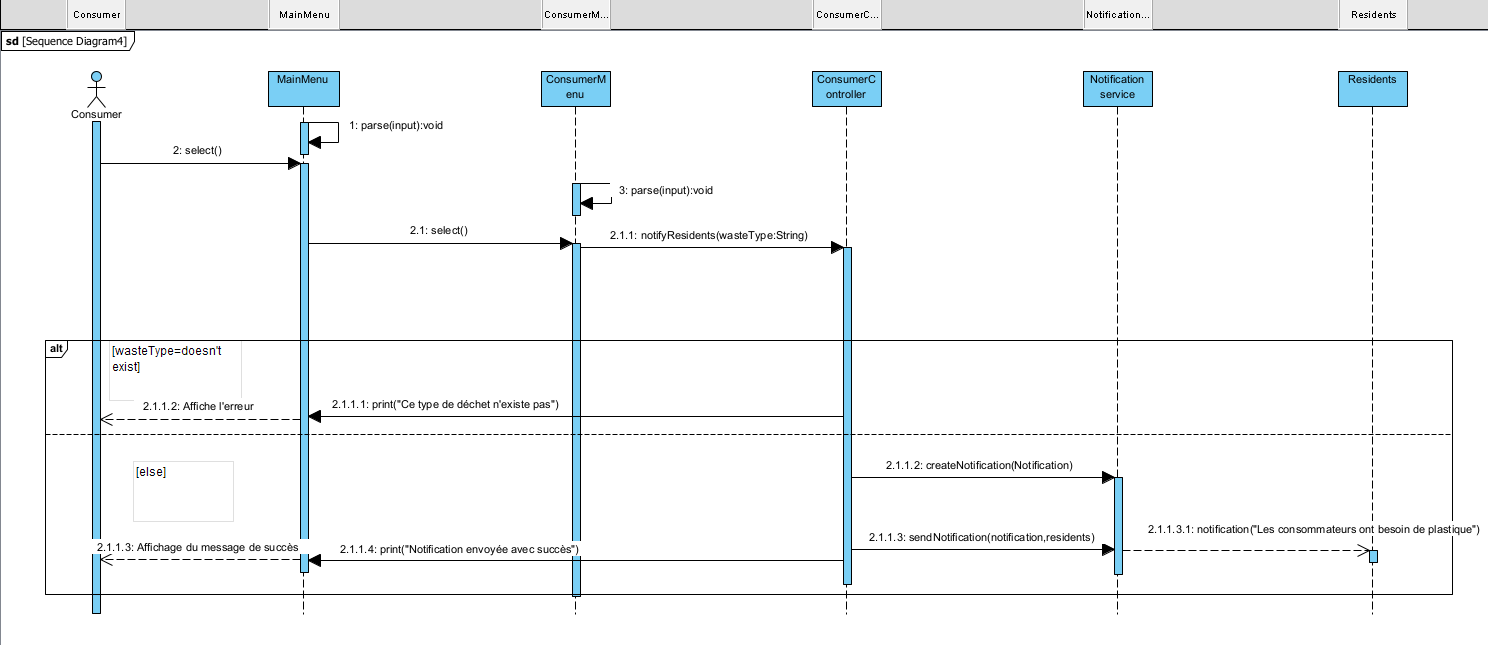 Consumer
MainMenu
ConsumerM...
ConsumerC...
Notification...
Residents
sd [Sequence Diagram4]
MainMenu
ConsumerM
enu
ConsumerC
ontroller
Notification
service
Residents
Consumer
1: parse(input):void
2: select()
3: parse(input):void
2.1: select()
2.1.1: notifyResidents(wasteType:String)
alt
[wasteType=doesn't
exist]
2.1.1.2: Affiche l'erreur
2.1.1.1: print("Ce type de déchet n'existe pas")
[else]
2.1.1.2: createNotification(Notification)
2.1.1.3.1: notification("Les consommateurs ont besoin de plastique")
2.1.1.3: sendNotification(notification,residents)
2.1.1.3: Affichage du message de succès
2.1.1.4: print("Notification envoyée avec succès")